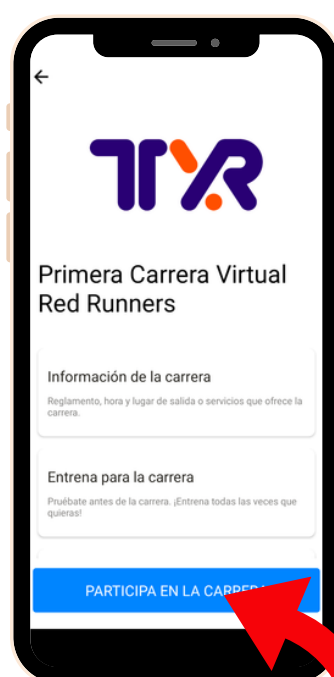 TYR
Primera Carrera Virtual
Red Runners
Información de la carrera
Reglamento, hora y lugar de salida o servicios que ofrece la
carrera.
Entrena para la carrera
Pruébate antes de la carrera. ¡Entrena todas las veces que
quieras!
PARTICIPA EN LA CARRERA